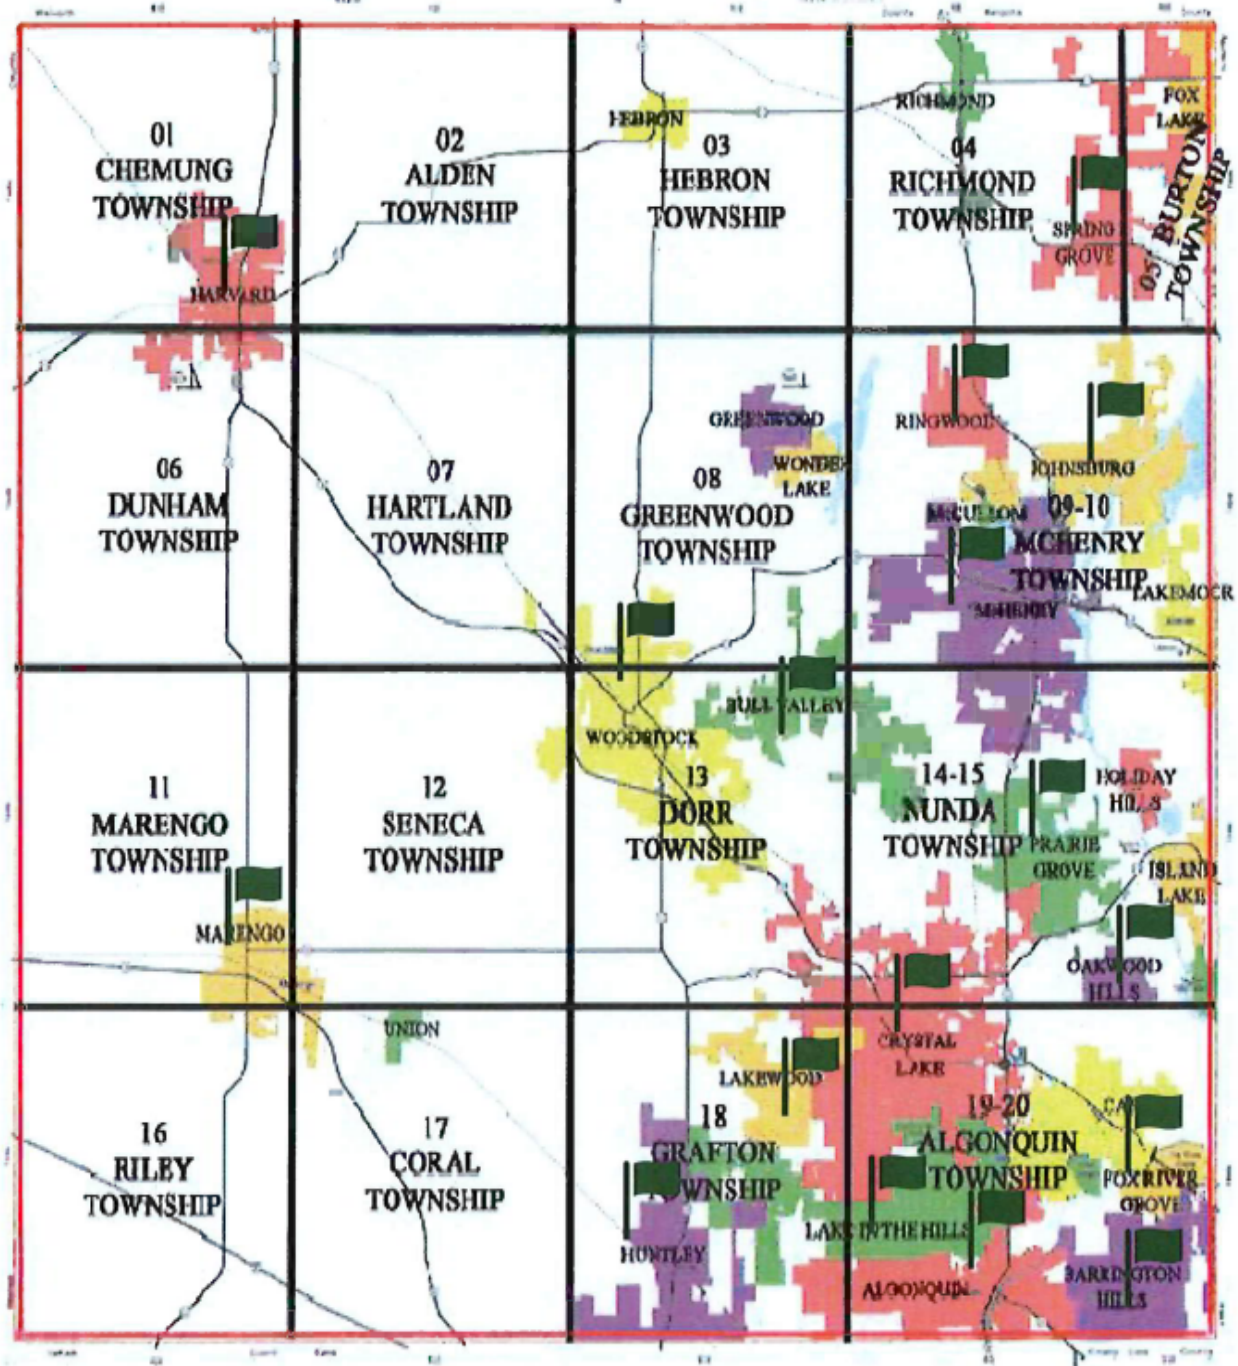 01
CHEMUNG
TOWNSHIP
HARVARD
02
ALDEN
TOWNSHIP
HEBRON
03
HEBRON
TOWNSHIP
RICHMOND
04
RICHMOND
TOWNSHIP
SPRING
GROVE
FOX
LAKE
05 BURTON
TOWNSHIP
06
DUNHAM
TOWNSHIP
07
HARTLAND
TOWNSHIP
GREENWOOD
WONDER
LAKE
08
GREENWOOD
TOWNSHIP
RINGWOOD
JOHNSBURG
MCCULLOM
09-10
MCHENRY
TOWNSHIP
LAKEMOOR
MCHENRY
11
MARENGO
TOWNSHIP
MARENGO
12
SENECA
TOWNSHIP
BULL VALLEY
WOODSTOCK
13
DORR
TOWNSHIP
14-15
NUNDA
TOWNSHIP
HOLIDAY
HILLS
PRAIRIE
GROVE
ISLAND
LAKE
OAKWOOD
HILLS
16
RILEY
TOWNSHIP
UNION
17
CORAL
TOWNSHIP
LAKEWOOD
18
GRAFTON
TOWNSHIP
HUNTLEY
CRYSTAL
LAKE
19-20
ALGONQUIN
TOWNSHIP
CA
FOX RIVER
GROVE
LAKE IN THE HILLS
ALGONQUIN
BARRINGTON
HILLS